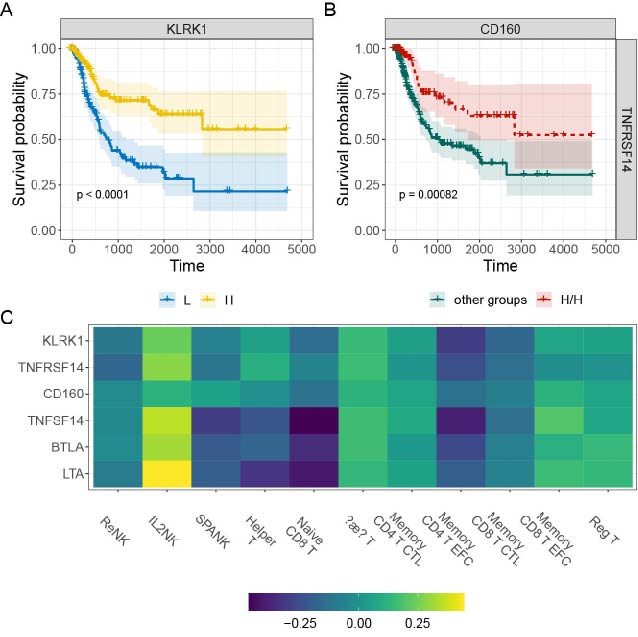 A
KLRK1
Survival probability
1.00
0.75
0.50
0.25
0.00
p < 0.0001
0
1000
2000
3000
4000
5000
Time
L
H
B
CD160
TNFRSF14
Survival probability
1.00
0.75
0.50
0.25
0.00
p = 0.00082
0
1000
2000
3000
4000
5000
Time
other groups
H/H
C
KLRK1
TNFRSF14
CD160
TNFSF14
BTLA
LTA
ReNK
IL2NK
SPANK
Helper
T
Naive
CD8 T
T
Memory
CD4 T CTL
Memory
CD4 T EFC
Memory
CD8 T CTL
Memory
CD8 T EFC
Reg T
−0.25
0.00
0.25